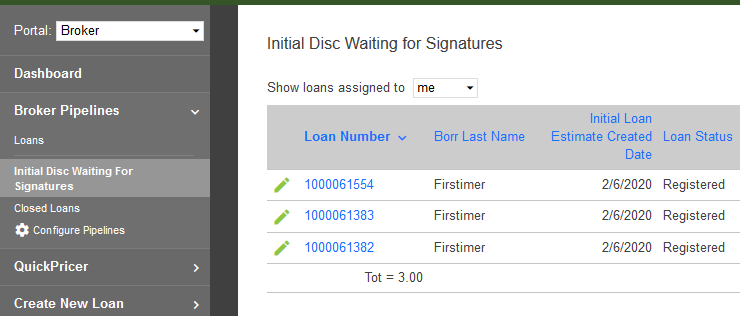 Portal: Broker
Dashboard
Broker Pipelines
Loans
Initial Disc Waiting For
Signatures
Closed Loans
Configure Pipelines
QuickPricer
Create New Loan
Initial Disc Waiting for Signatures
Show loans assigned to me
Initial Loan
Loan Number Borr Last Name Estimate Created Loan Status
Date
1000061554 Firstimer 2/6/2020 Registered
1000061383 Firstimer 2/6/2020 Registered
1000061382 Firstimer 2/6/2020 Registered
Tot = 3.00